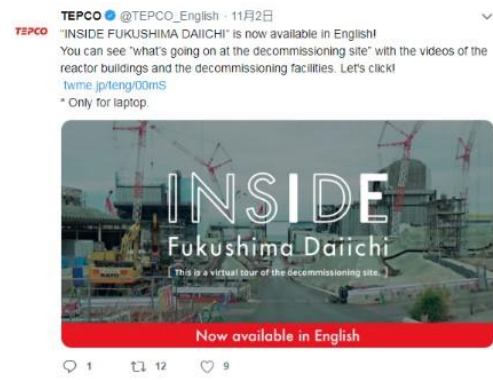 TEPCO @TEPCO_English · 11月2日
TEPCO
"INSIDE FUKUSHIMA DAIICHI" is now available in English!
You can see "what's going on at the decommissioning site" with the videos of the
reactor buildings and the decommissioning facilities. Let's click!
twme.jp/teng/00mS
* Only for laptop.
INSIDE
Fukushima Daiichi
[ This is a virtual tour of the decommissioning site. ]
KATO
Now available in English
1 12 9